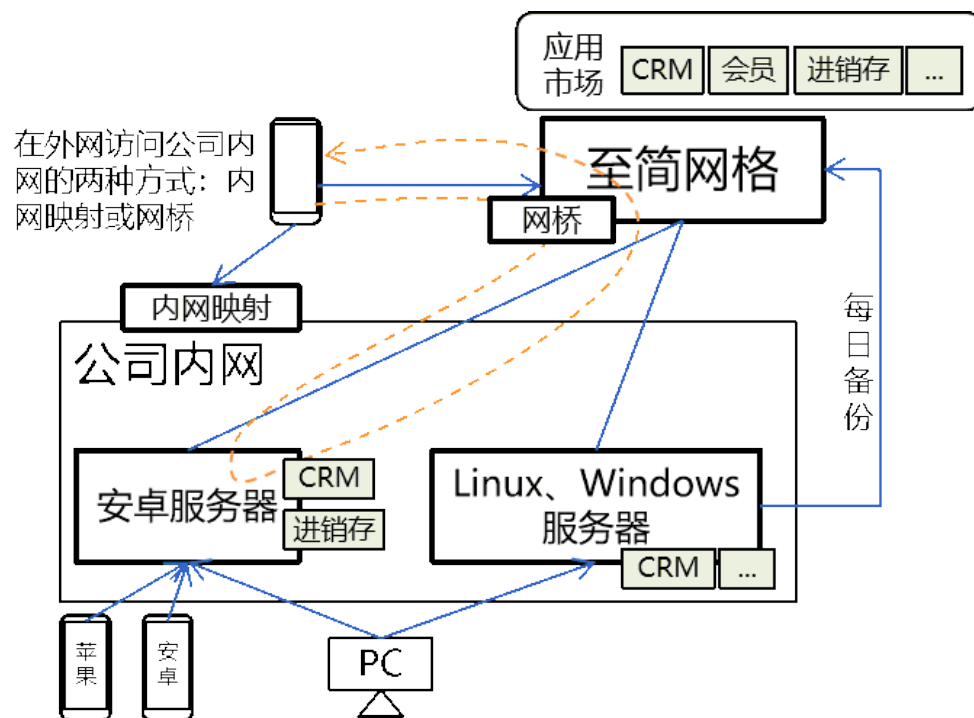 应用
市场
CRM
会员
进销存
...
在外网访问公司内
网的两种方式：内
网映射或网桥
至简网格
网桥
内网映射
公司内网
每日备份
安卓服务器
CRM
进销存
Linux、Windows
服务器
CRM
...
苹果
安卓
PC